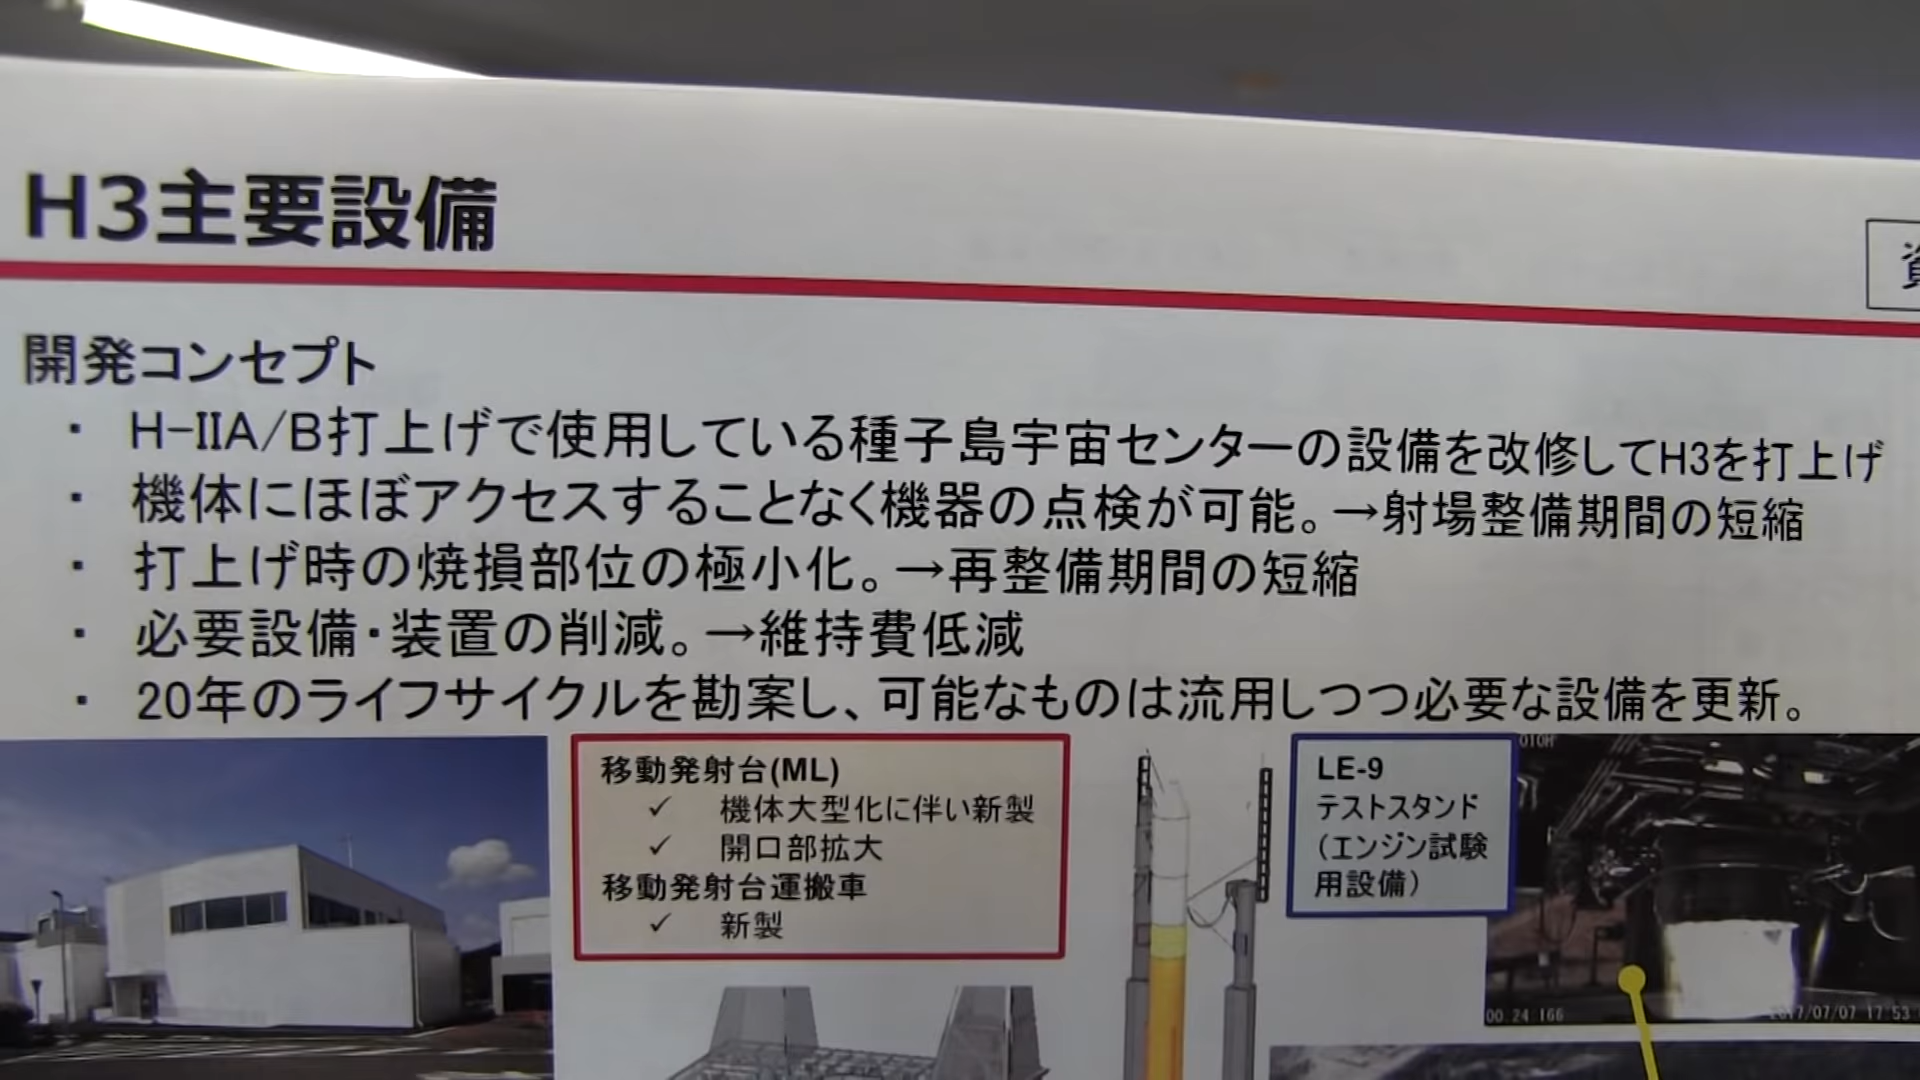 H3主要設備
資
開発コンセプト
・ H-IIA/B打上げで使用している種子島宇宙センターの設備を改修してH3を打上げ
・ 機体にほぼアクセスすることなく機器の点検が可能。→射場整備期間の短縮
・ 打上げ時の焼損部位の極小化。→再整備期間の短縮
・ 必要設備・装置の削減。→維持費低減
・ 20年のライフサイクルを勘案し、可能なものは流用しつつ必要な設備を更新。
移動発射台(ML)
✓ 機体大型化に伴い新製
✓ 開口部拡大
移動発射台運搬車
✓ 新製
LE-9
テストスタンド
（エンジン試験
用設備）
00:24.166
2017/07/07 17:53